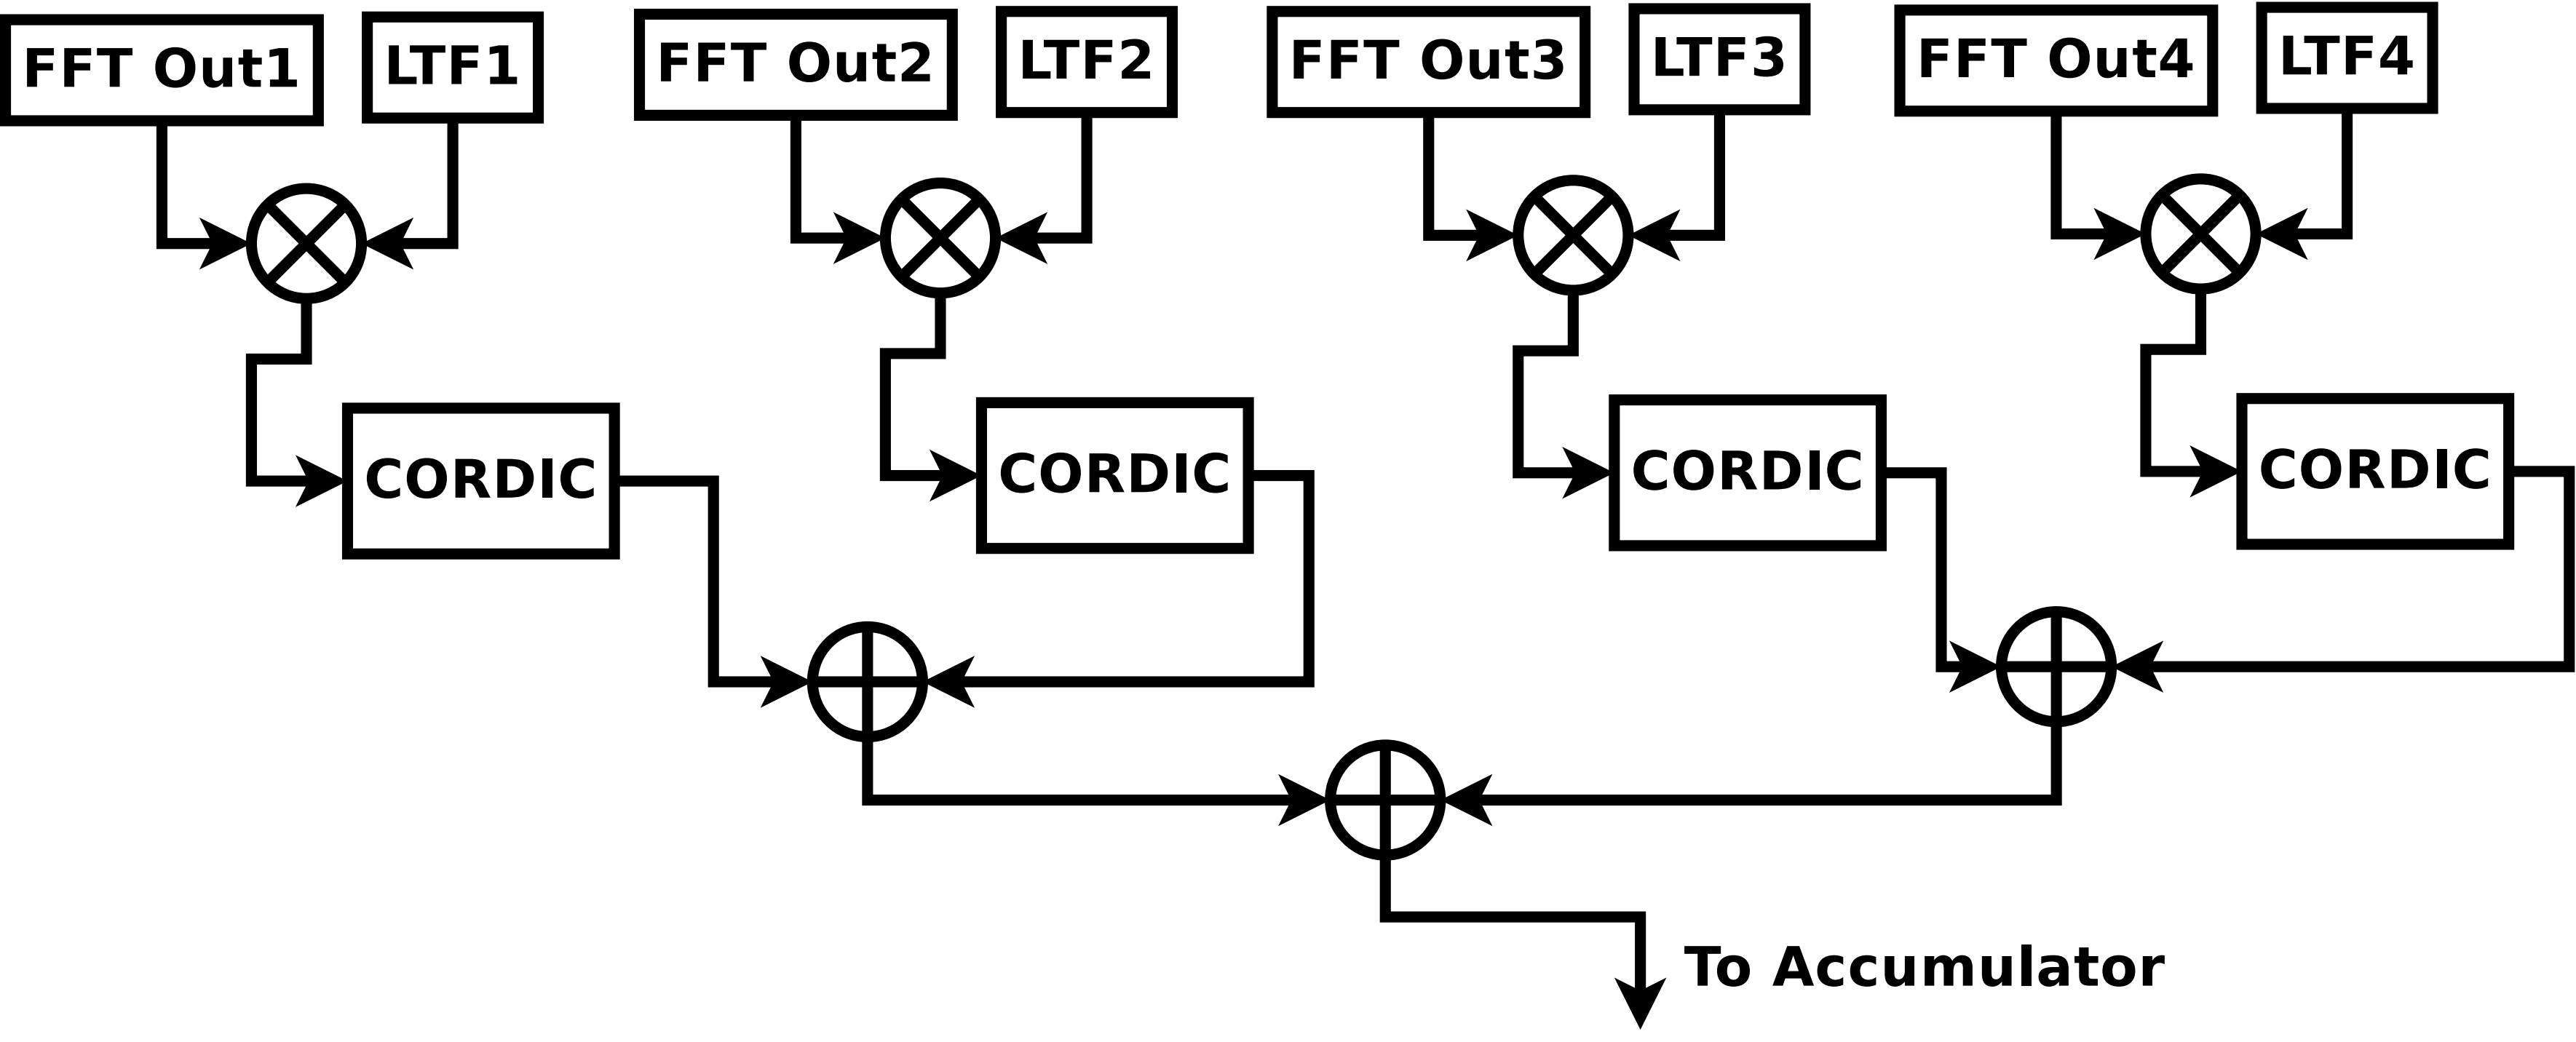 FFT Out1
LTF1
FFT Out2
LTF2
FFT Out3
LTF3
FFT Out4
LTF4
CORDIC
CORDIC
CORDIC
CORDIC
To Accumulator